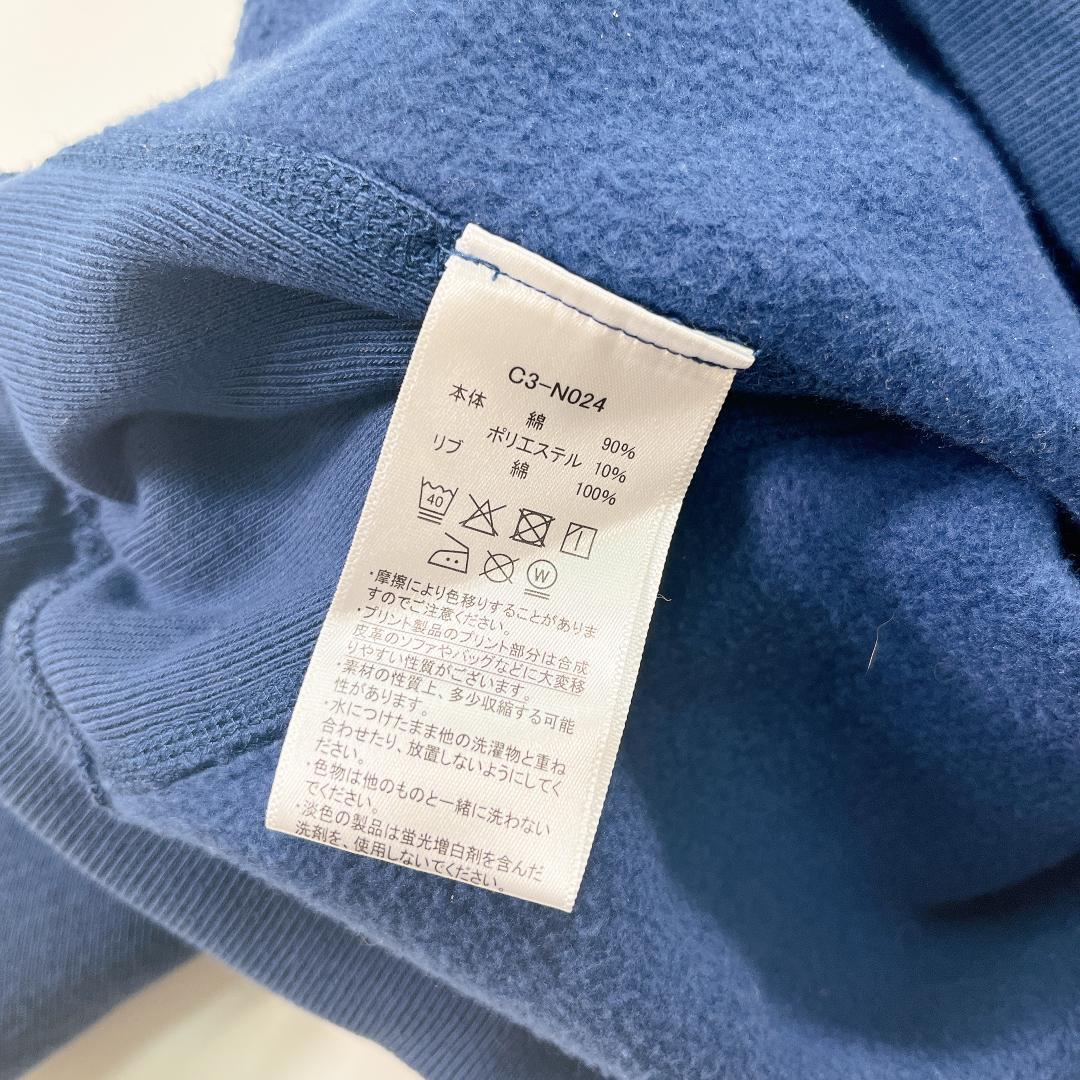 C3-N024
本体 綿 90%
ポリエステル 10%
リブ 綿 100%
40
W
・摩擦により色移りすることがありま
すのでご注意ください。
・プリント製品のプリント部分は合成
皮革のソファやバッグなどに大変移
りやすい性質がございます。
・素材の性質上、多少収縮する可能
性があります。
・水につけたまま他の洗濯物と重ね
合わせたり、放置しないようにしてく
ださい。
・色物は他のものと一緒に洗わない
でください。
・淡色の製品は蛍光増白剤を含んだ
洗剤を、使用しないでください。